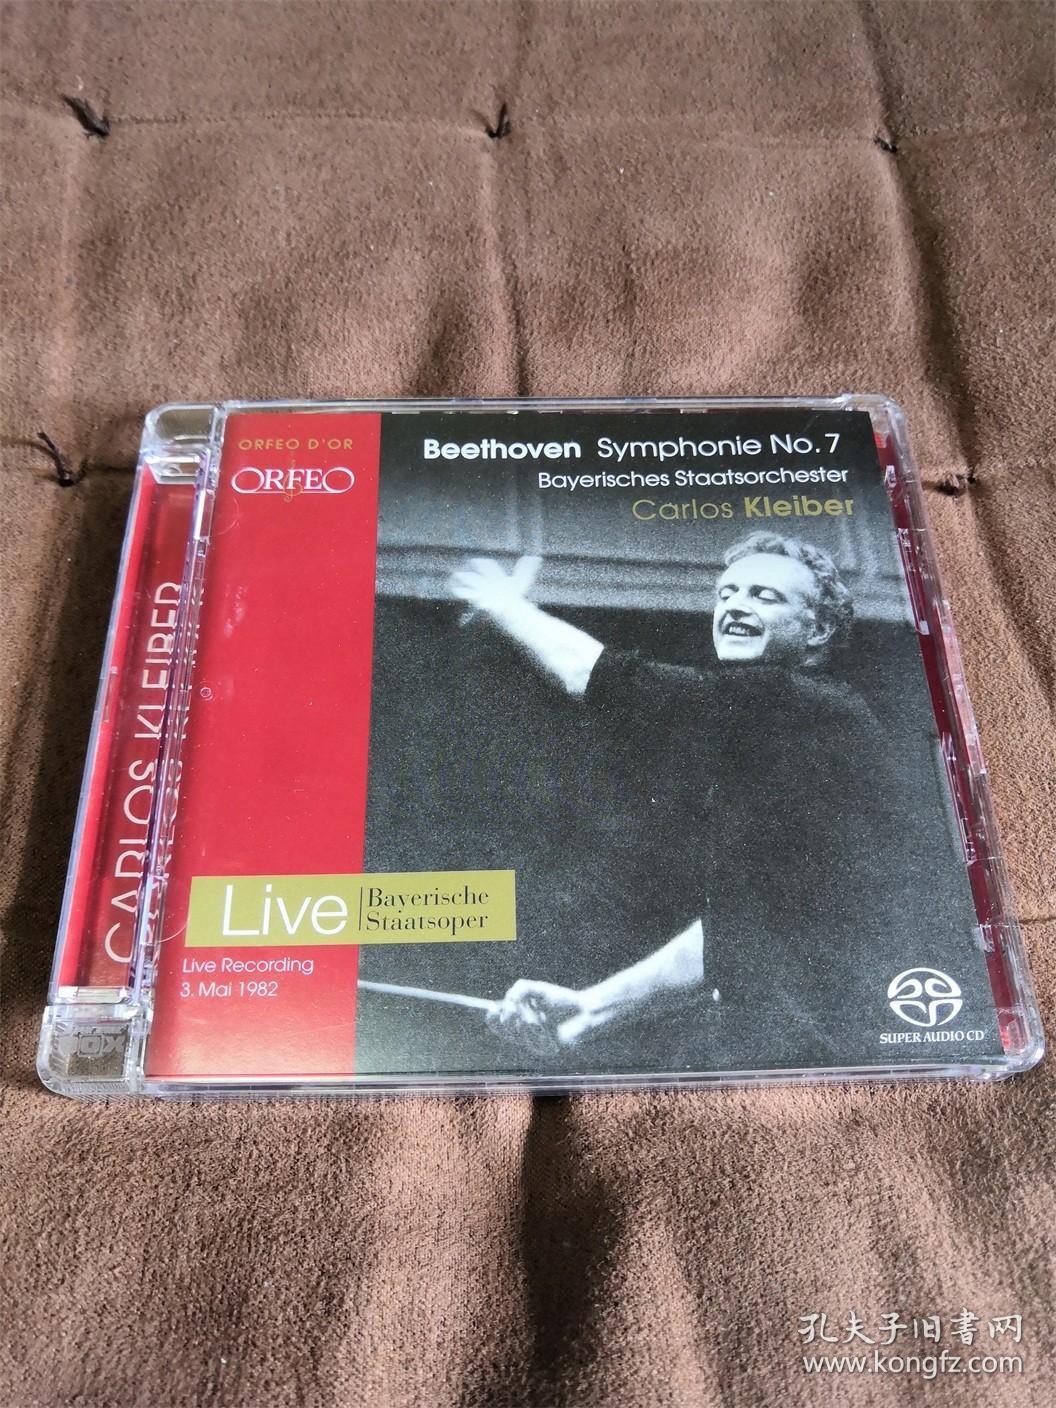 ORFEO D'OR
ORFEO
Beethoven Symphonie No.7
Bayerisches Staatsorchester
Carlos Kleiber
CARLOS KLEIBER
Live
Bayerische
Staatsoper
Live Recording
3. Mai 1982
SUPER AUDIO CD
孔夫子旧書网
www.kongfz.com